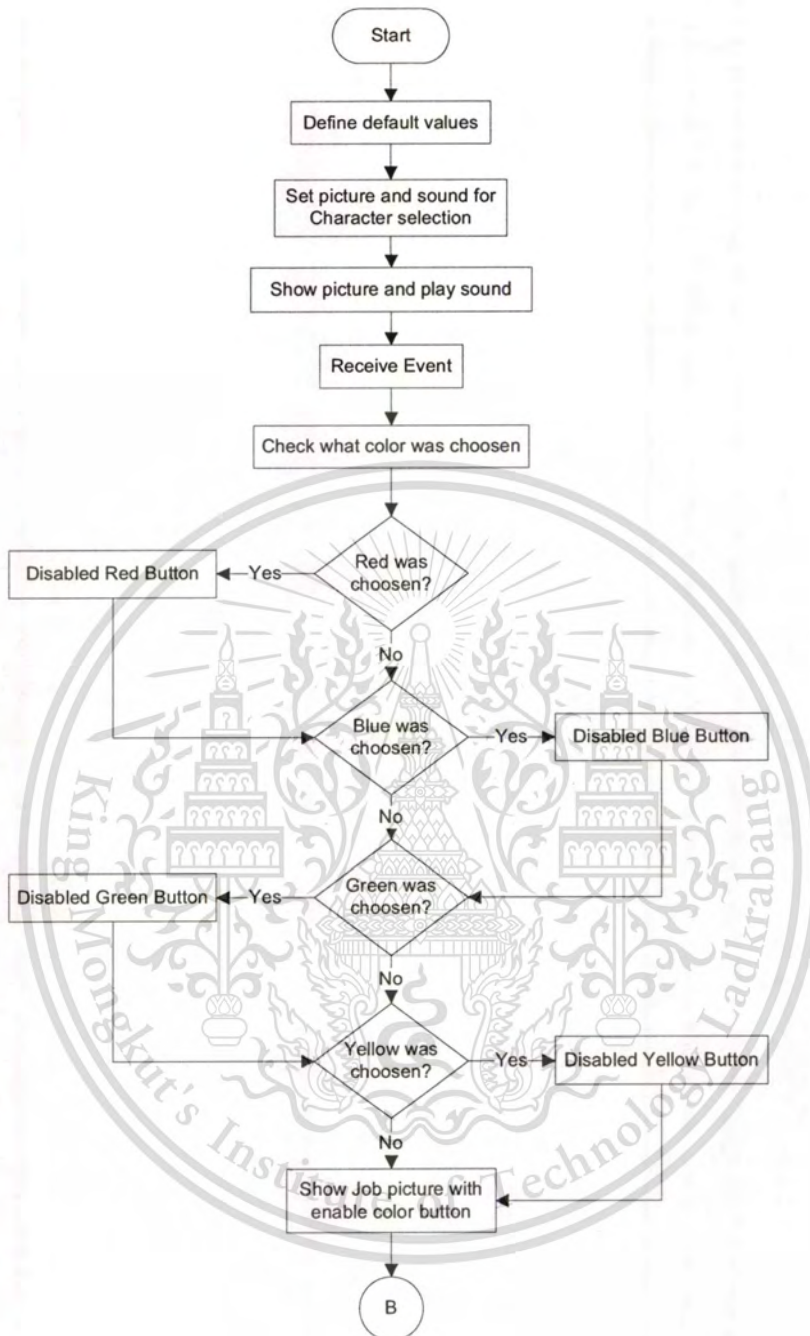 Start
Define default values
Set picture and sound for
Character selection
Show picture and play sound
Receive Event
Check what color was choosen
Red was
choosen?
Yes
Disabled Red Button
No
Blue was
choosen?
Yes
Disabled Blue Button
No
Green was
choosen?
Yes
Disabled Green Button
No
Yellow was
choosen?
Yes
Disabled Yellow Button
No
Show Job picture with
enable color button
B
King Mongkut's Institute of Technology Ladkrabang